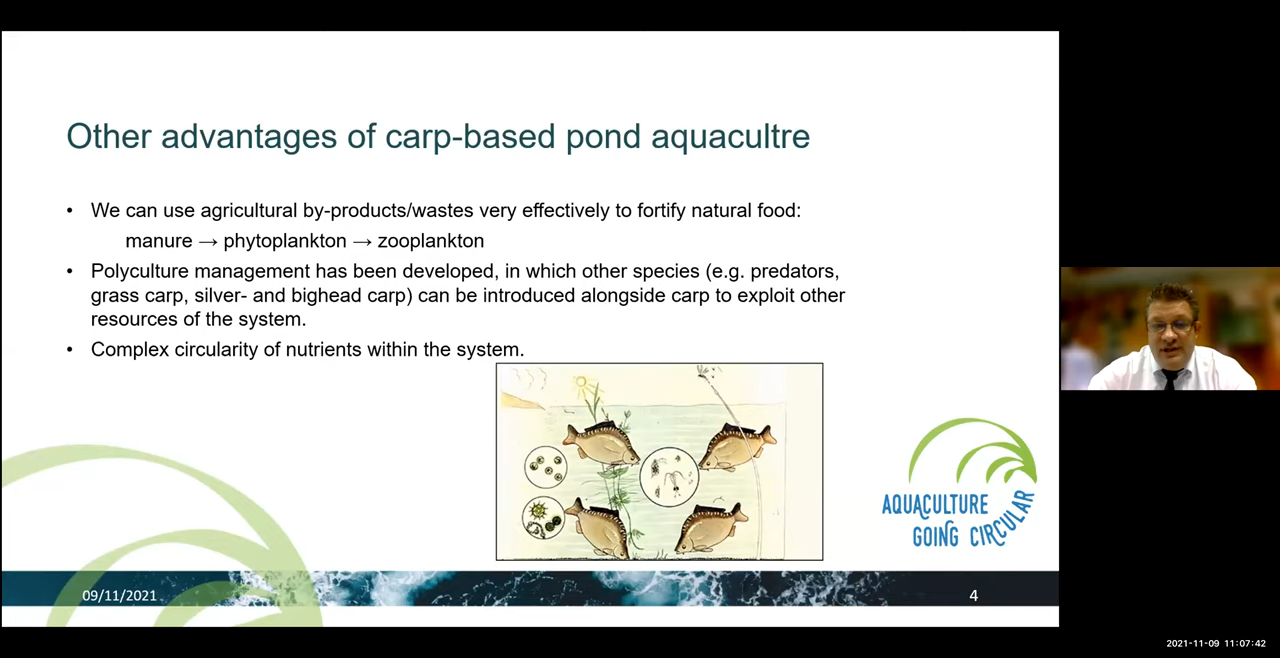 Other advantages of carp-based pond aquacultre
• We can use agricultural by-products/wastes very effectively to fortify natural food:
manure → phytoplankton → zooplankton
• Polyculture management has been developed, in which other species (e.g. predators,
grass carp, silver- and bighead carp) can be introduced alongside carp to exploit other
resources of the system.
• Complex circularity of nutrients within the system.
AQUACULTURE
GOING CIRCULAR
09/11/2021
4
2021-11-09 11:07:42